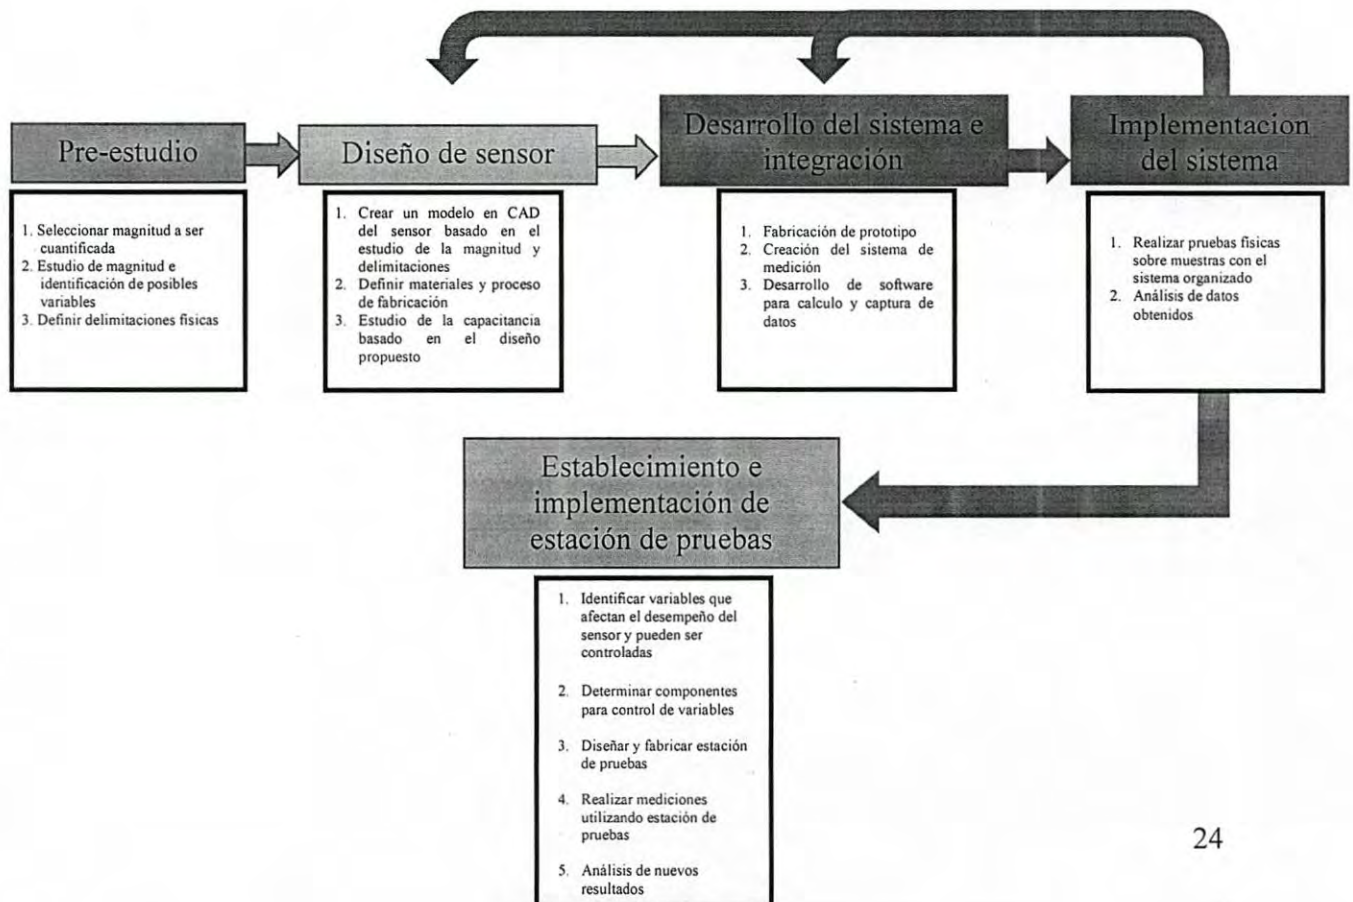 Pre-estudio
1. Seleccionar magnitud a ser
cuantificada
2. Estudio de magnitud e
identificación de posibles
variables
3. Definir delimitaciones físicas
Diseño de sensor
1. Crear un modelo en CAD
del sensor basado en el
estudio de la magnitud y
delimitaciones
2. Definir materiales y proceso
de fabricación
3. Estudio de la capacitancia
basado en el diseño
propuesto
Desarrollo del sistema e
integración
1. Fabricación de prototipo
2. Creación del sistema de
medición
3. Desarrollo de software
para calculo y captura de
datos
Implementacion
del sistema
1. Realizar pruebas físicas
sobre muestras con el
sistema organizado
2. Análisis de datos
obtenidos
Establecimiento e
implementación de
estación de pruebas
1. Identificar variables que
afectan el desempeño del
sensor y pueden ser
controladas
2. Determinar componentes
para control de variables
3. Diseñar y fabricar estación
de pruebas
4. Realizar mediciones
utilizando estación de
pruebas
5. Análisis de nuevos
resultados
24